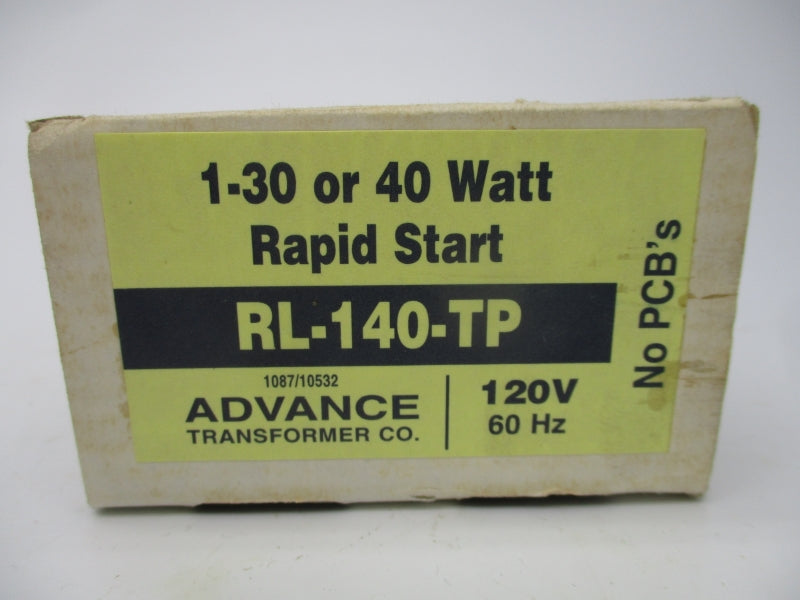 1-30 or 40 Watt
Rapid Start
RL-140-TP
1087/10532
ADVANCE
TRANSFORMER CO.
120V
60 Hz
No PCB's